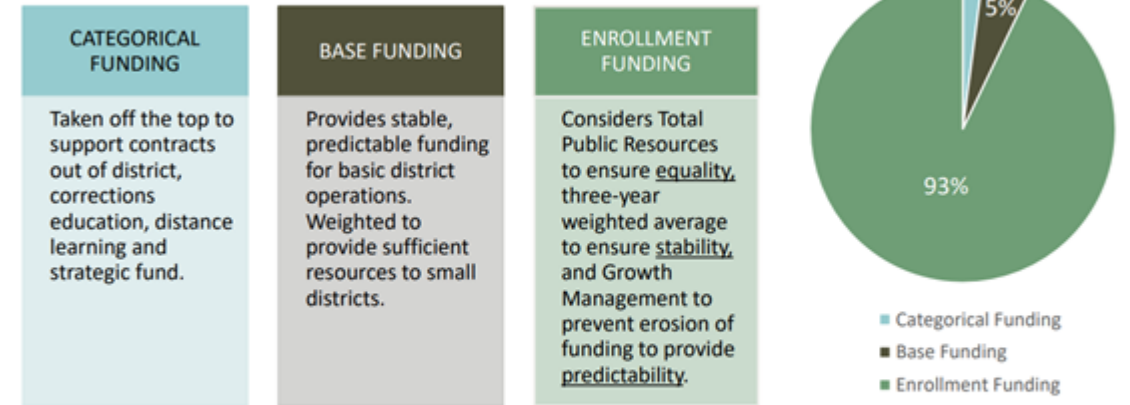 CATEGORICAL
FUNDING
Taken off the top to
support contracts
out of district,
corrections
education, distance
learning and
strategic fund.
BASE FUNDING
Provides stable,
predictable funding
for basic district
operations.
Weighted to
provide sufficient
resources to small
districts.
ENROLLMENT
FUNDING
Considers Total
Public Resources
to ensure equality,
three-year
weighted average
to ensure stability,
and Growth
Management to
prevent erosion of
funding to provide
predictability.
5%
93%
Categorical Funding
Base Funding
Enrollment Funding